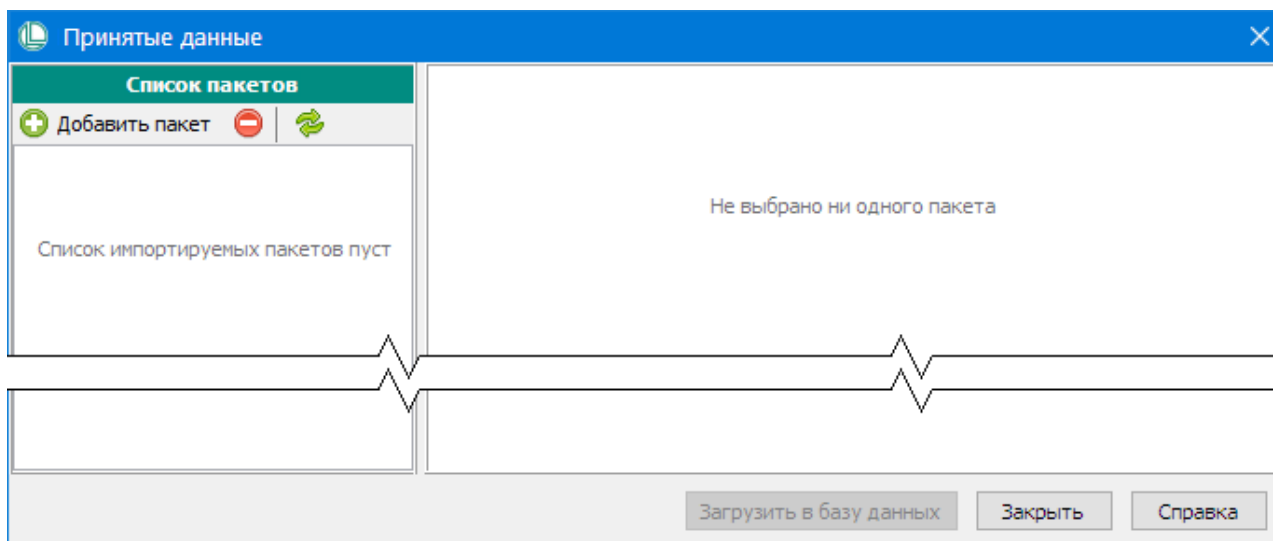 Принятые данные
Список пакетов
Добавить пакет
Не выбрано ни одного пакета
Список импортируемых пакетов пуст
Загрузить в базу данных
Закрыть
Справка